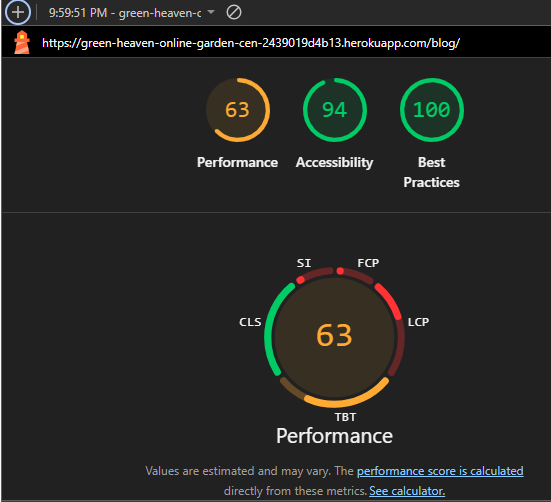 9:59:51 PM - green-heaven-c
https://green-heaven-online-garden-cen-2439019d4b13.herokuapp.com/blog/
63
94
100
Performance
Accessibility
Best
Practices
SI
FCP
CLS
LCP
63
TBT
Performance
Values are estimated and may vary. The performance score is calculated
directly from these metrics. See calculator.